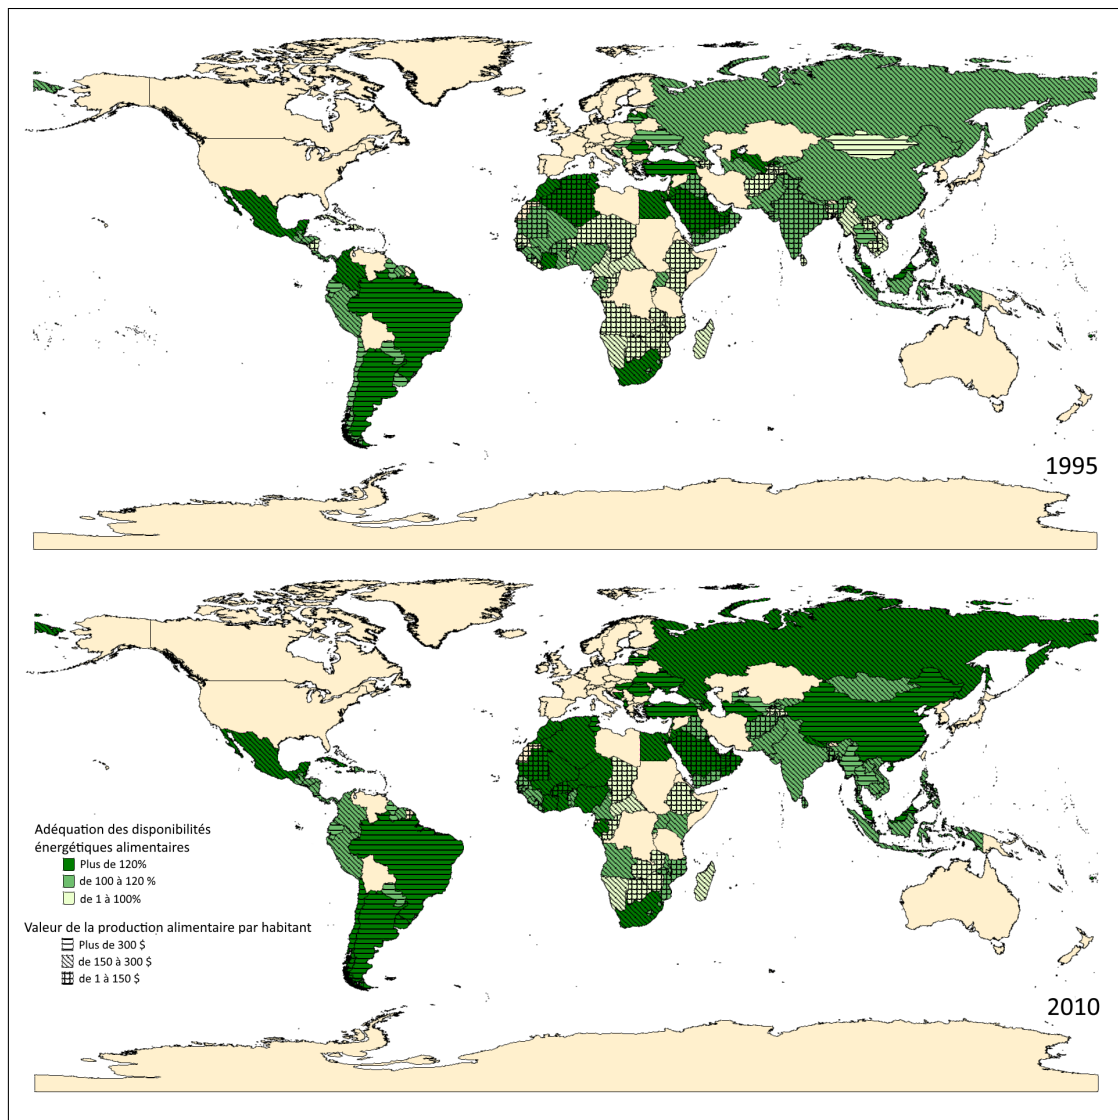 1995
Adéquation des disponibilités
énergétiques alimentaires
Plus de 120%
de 100 à 120 %
de 1 à 100%
Valeur de la production alimentaire par habitant
Plus de 300 $
de 150 à 300 $
de 1 à 150 $
2010